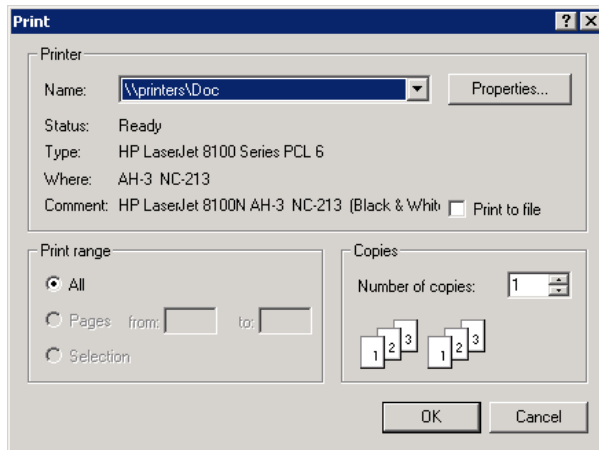 Print
Printer
Name: \\printers\Doc Properties...
Status: Ready
Type: HP LaserJet 8100 Series PCL 6
Where: AH-3 NC-213
Comment: HP LaserJet 8100N AH-3 NC-213 (Black & Whit Print to file
Print range
All
Pages from: to:
Selection
Copies
Number of copies: 1
1 2 3 1 2 3
OK Cancel